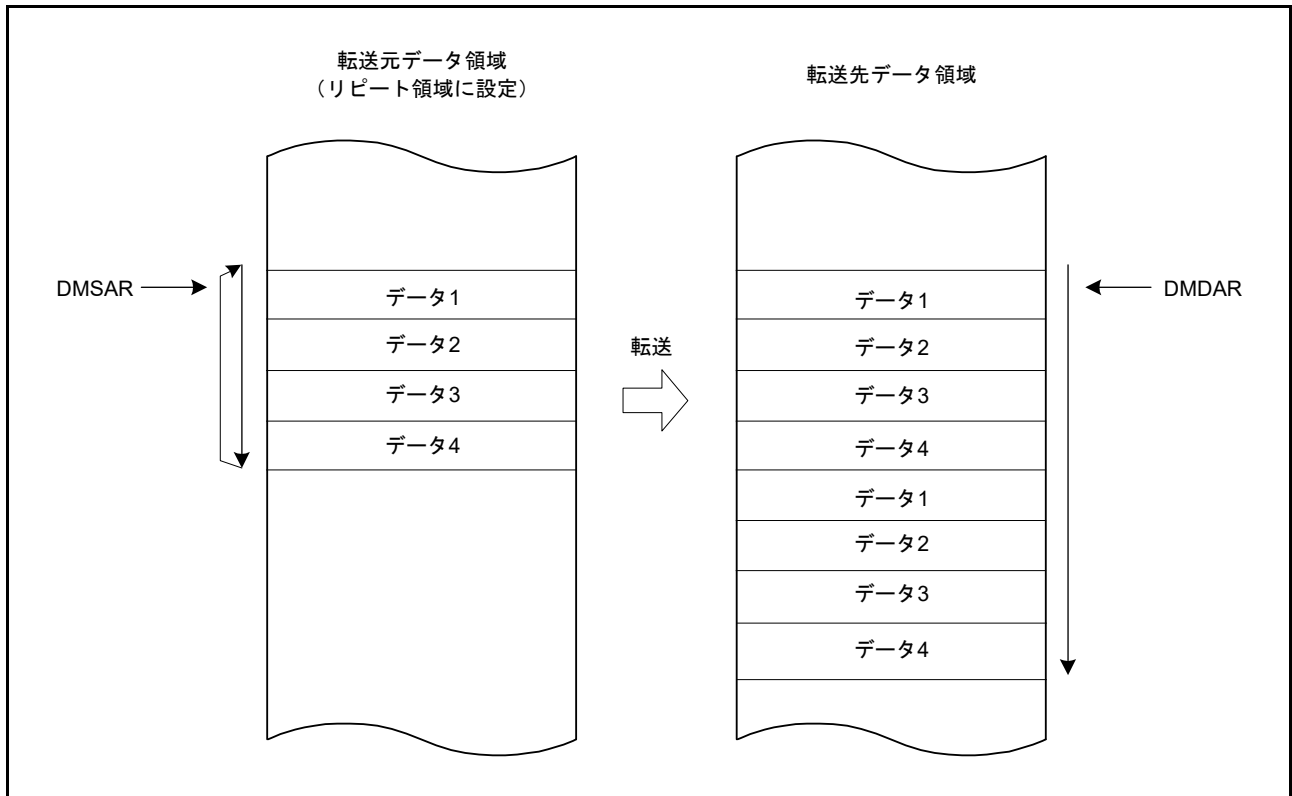 転送元データ領域
(リピート領域に設定)
転送先データ領域
DMSAR
データ1
データ2
データ3
データ4
転送
データ1
データ2
データ3
データ4
データ1
データ2
データ3
データ4
DMDAR